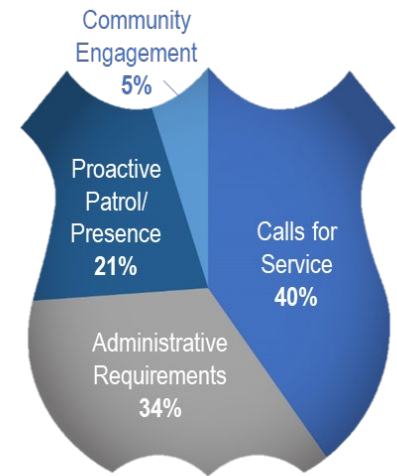 Community
Engagement
5%
Proactive
Patrol/
Presence
21%
Calls for
Service
40%
Administrative
Requirements
34%